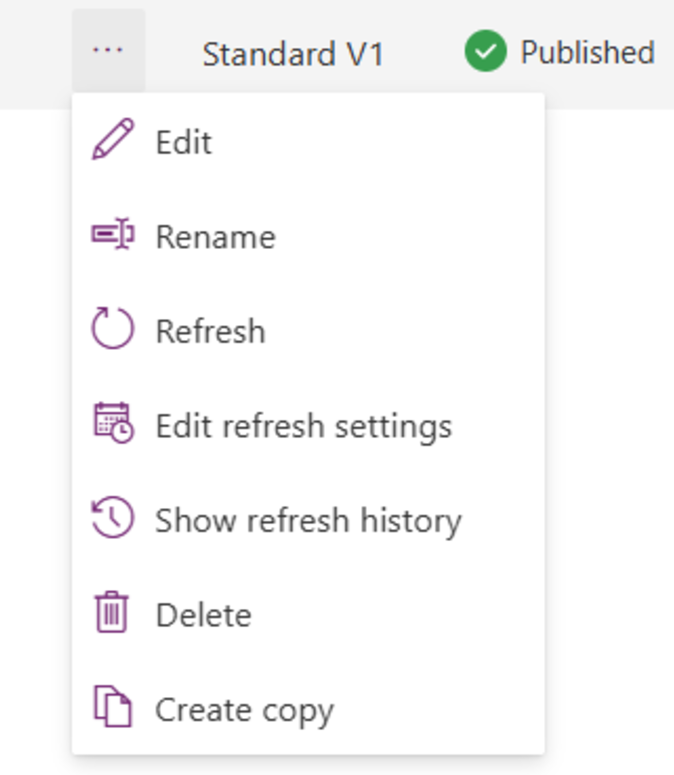 ... Standard V1 Published
Edit
Rename
Refresh
Edit refresh settings
Show refresh history
Delete
Create copy